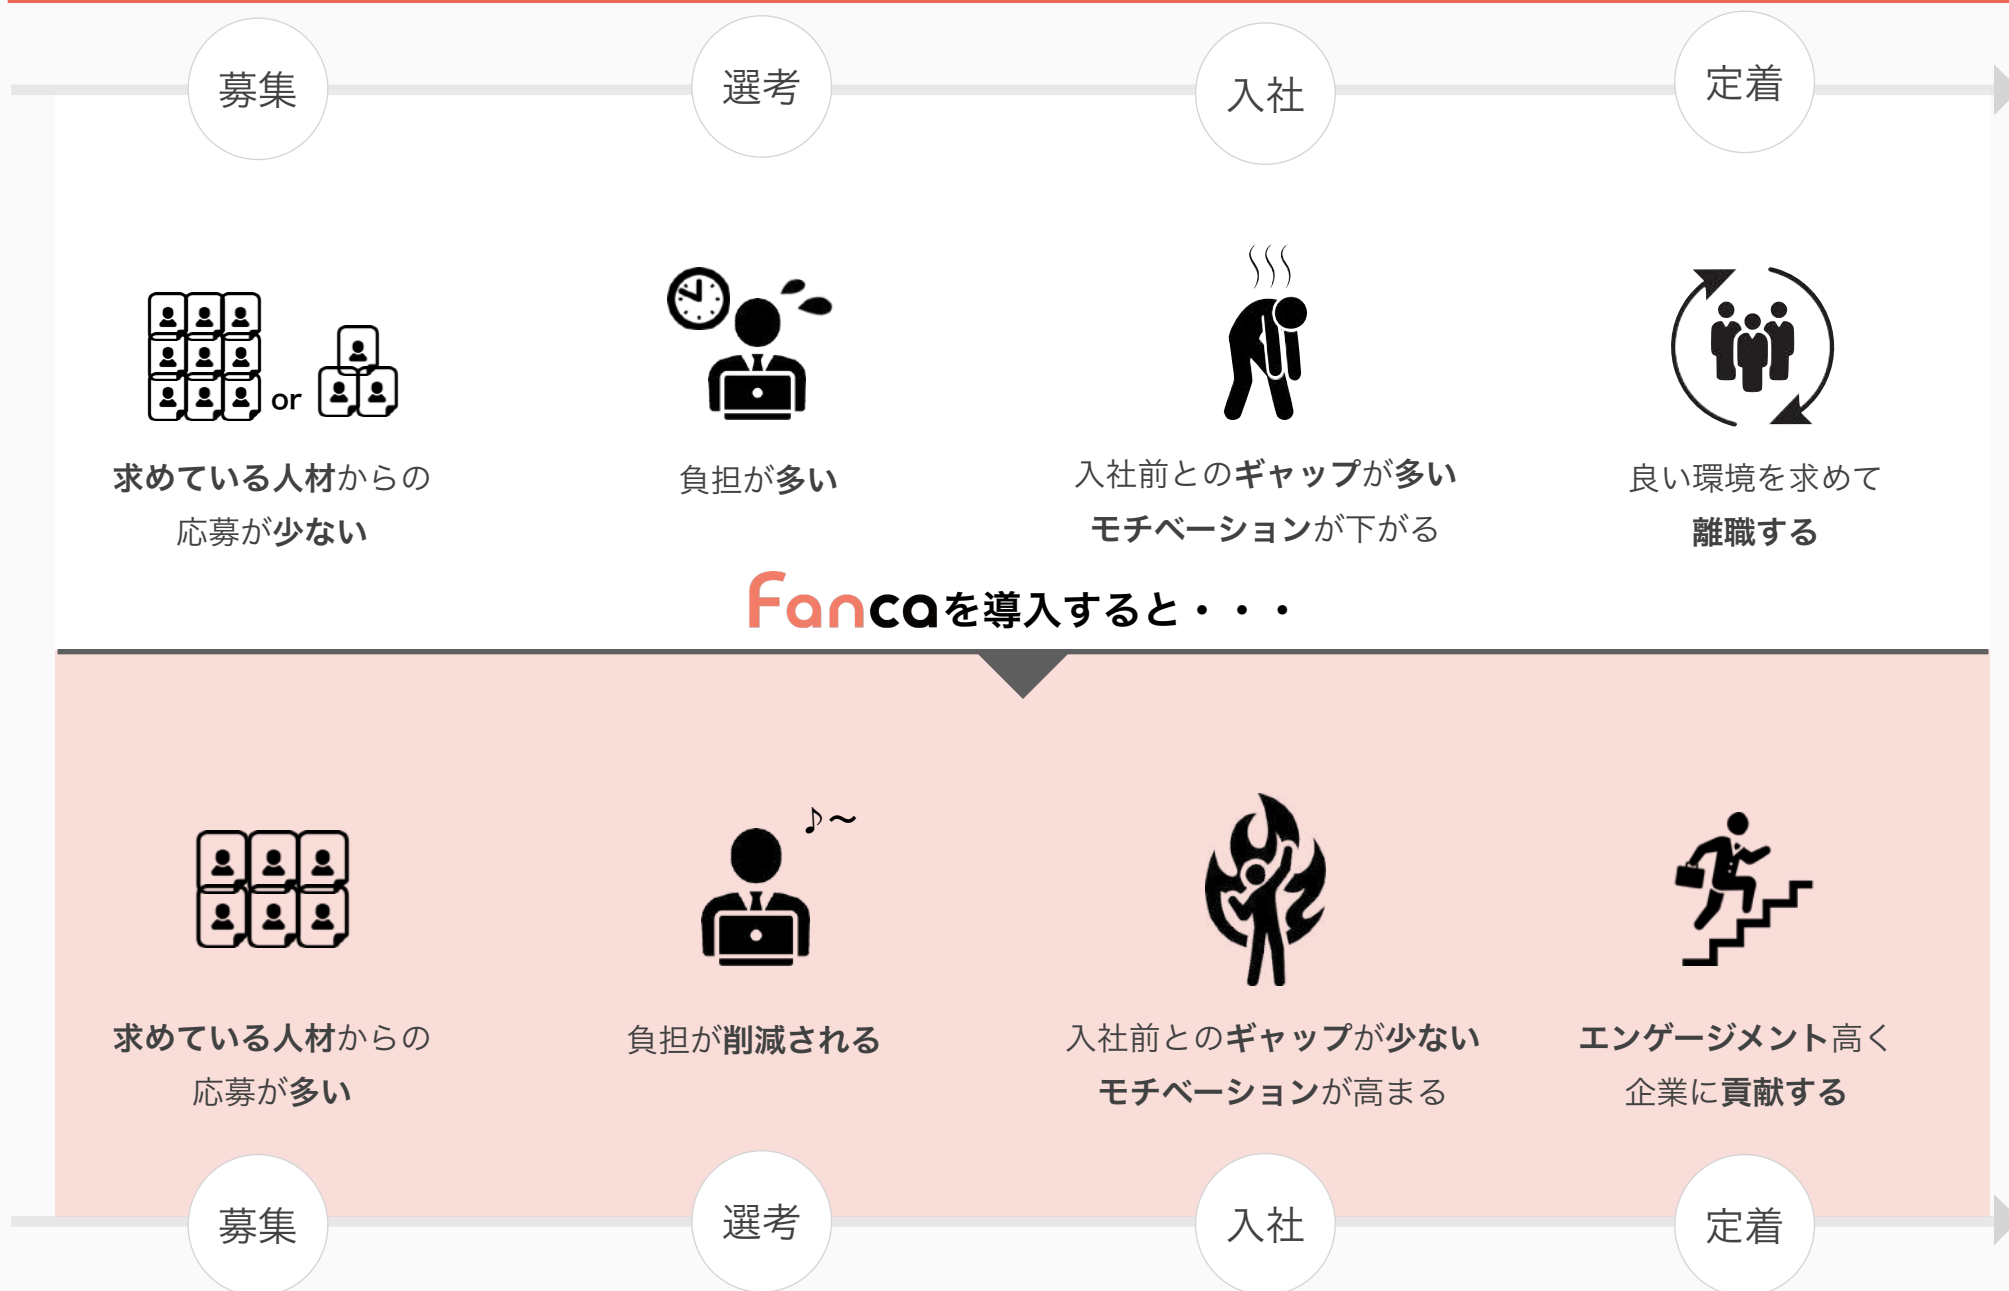 募集
選考
入社
定着
or
求めている人材からの
応募が少ない
負担が多い
入社前とのギャップが多い
モチベーションが下がる
良い環境を求めて
離職する
Fancaを導入すると・・・
♪〜
求めている人材からの
応募が多い
負担が削減される
入社前とのギャップが少ない
モチベーションが高まる
エンゲージメント高く
企業に貢献する
募集
選考
入社
定着